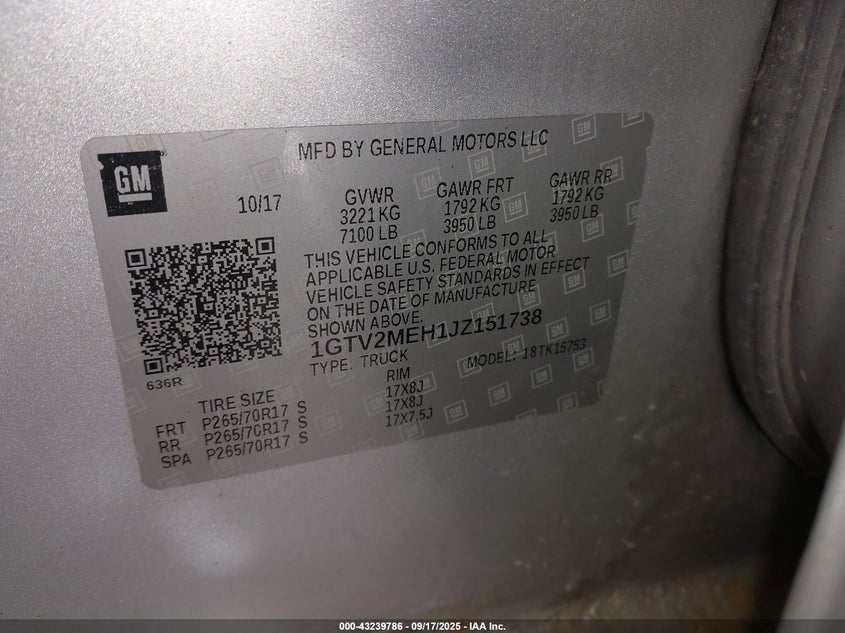 GM
MFD BY GENERAL MOTORS LLC
10/17
GVWR
3221 KG
7100 LB
GAWR FRT
1792 KG
3950 LB
GAWR RR
1792 KG
3950 LB
THIS VEHICLE CONFORMS TO ALL
APPLICABLE U.S. FEDERAL MOTOR
VEHICLE SAFETY STANDARDS IN EFFECT
ON THE DATE OF MANUFACTURE
SHOWN ABOVE.
1GTV2MEH1JZ151738
TYPE: TRUCK
MODEL: 18TK15753
636R
TIRE SIZE
RIM
FRT P265/70R17 S 17X8J
RR P265/70R17 S 17X8J
SPA P265/70R17 S 17X7.5J
000-43239786 - 09/17/2025 - IAA Inc.